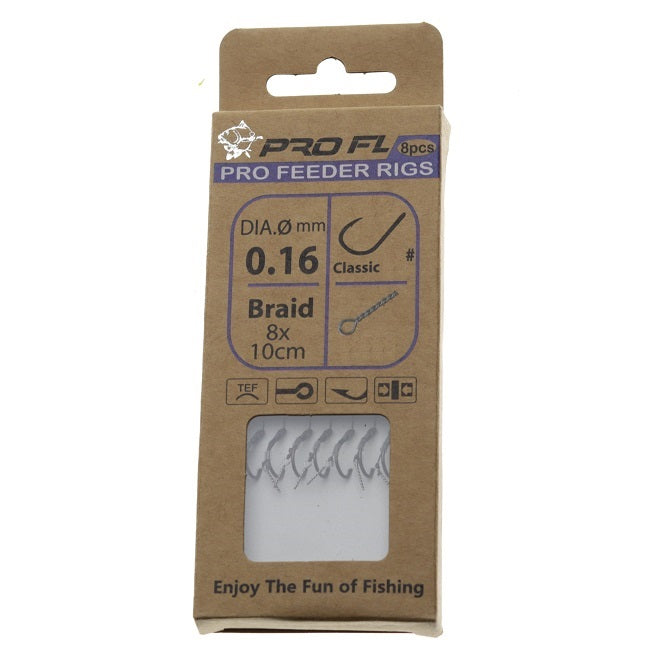 PRO FL
8pcs
PRO FEEDER RIGS
DIA.Ø mm
0.16
Classic
#
Braid
8x
10cm
TEF
Enjoy The Fun of Fishing